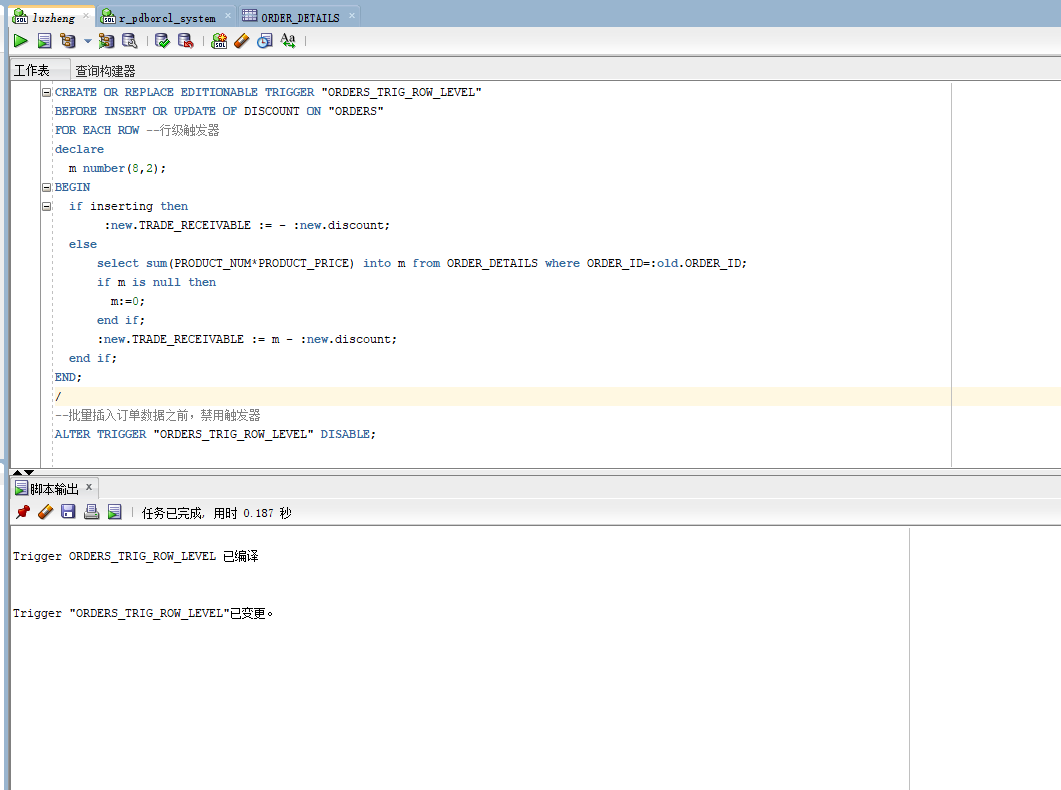 luzheng r_pdborcl_system ORDER_DETAILS
工作表 查询构建器
CREATE OR REPLACE EDITIONABLE TRIGGER "ORDERS_TRIG_ROW_LEVEL"
BEFORE INSERT OR UPDATE OF DISCOUNT ON "ORDERS"
FOR EACH ROW --行级触发器
declare
  m number(8,2);
BEGIN
  if inserting then
       :new.TRADE_RECEIVABLE := - :new.discount;
  else
      select sum(PRODUCT_NUM*PRODUCT_PRICE) into m from ORDER_DETAILS where ORDER_ID=:old.ORDER_ID;
      if m is null then
        m:=0;
      end if;
      :new.TRADE_RECEIVABLE := m - :new.discount;
  end if;
END;
/
--批量插入订单数据之前，禁用触发器
ALTER TRIGGER "ORDERS_TRIG_ROW_LEVEL" DISABLE;
脚本输出 x
任务已完成, 用时 0.187 秒
Trigger ORDERS_TRIG_ROW_LEVEL 已编译
Trigger "ORDERS_TRIG_ROW_LEVEL"已变更。